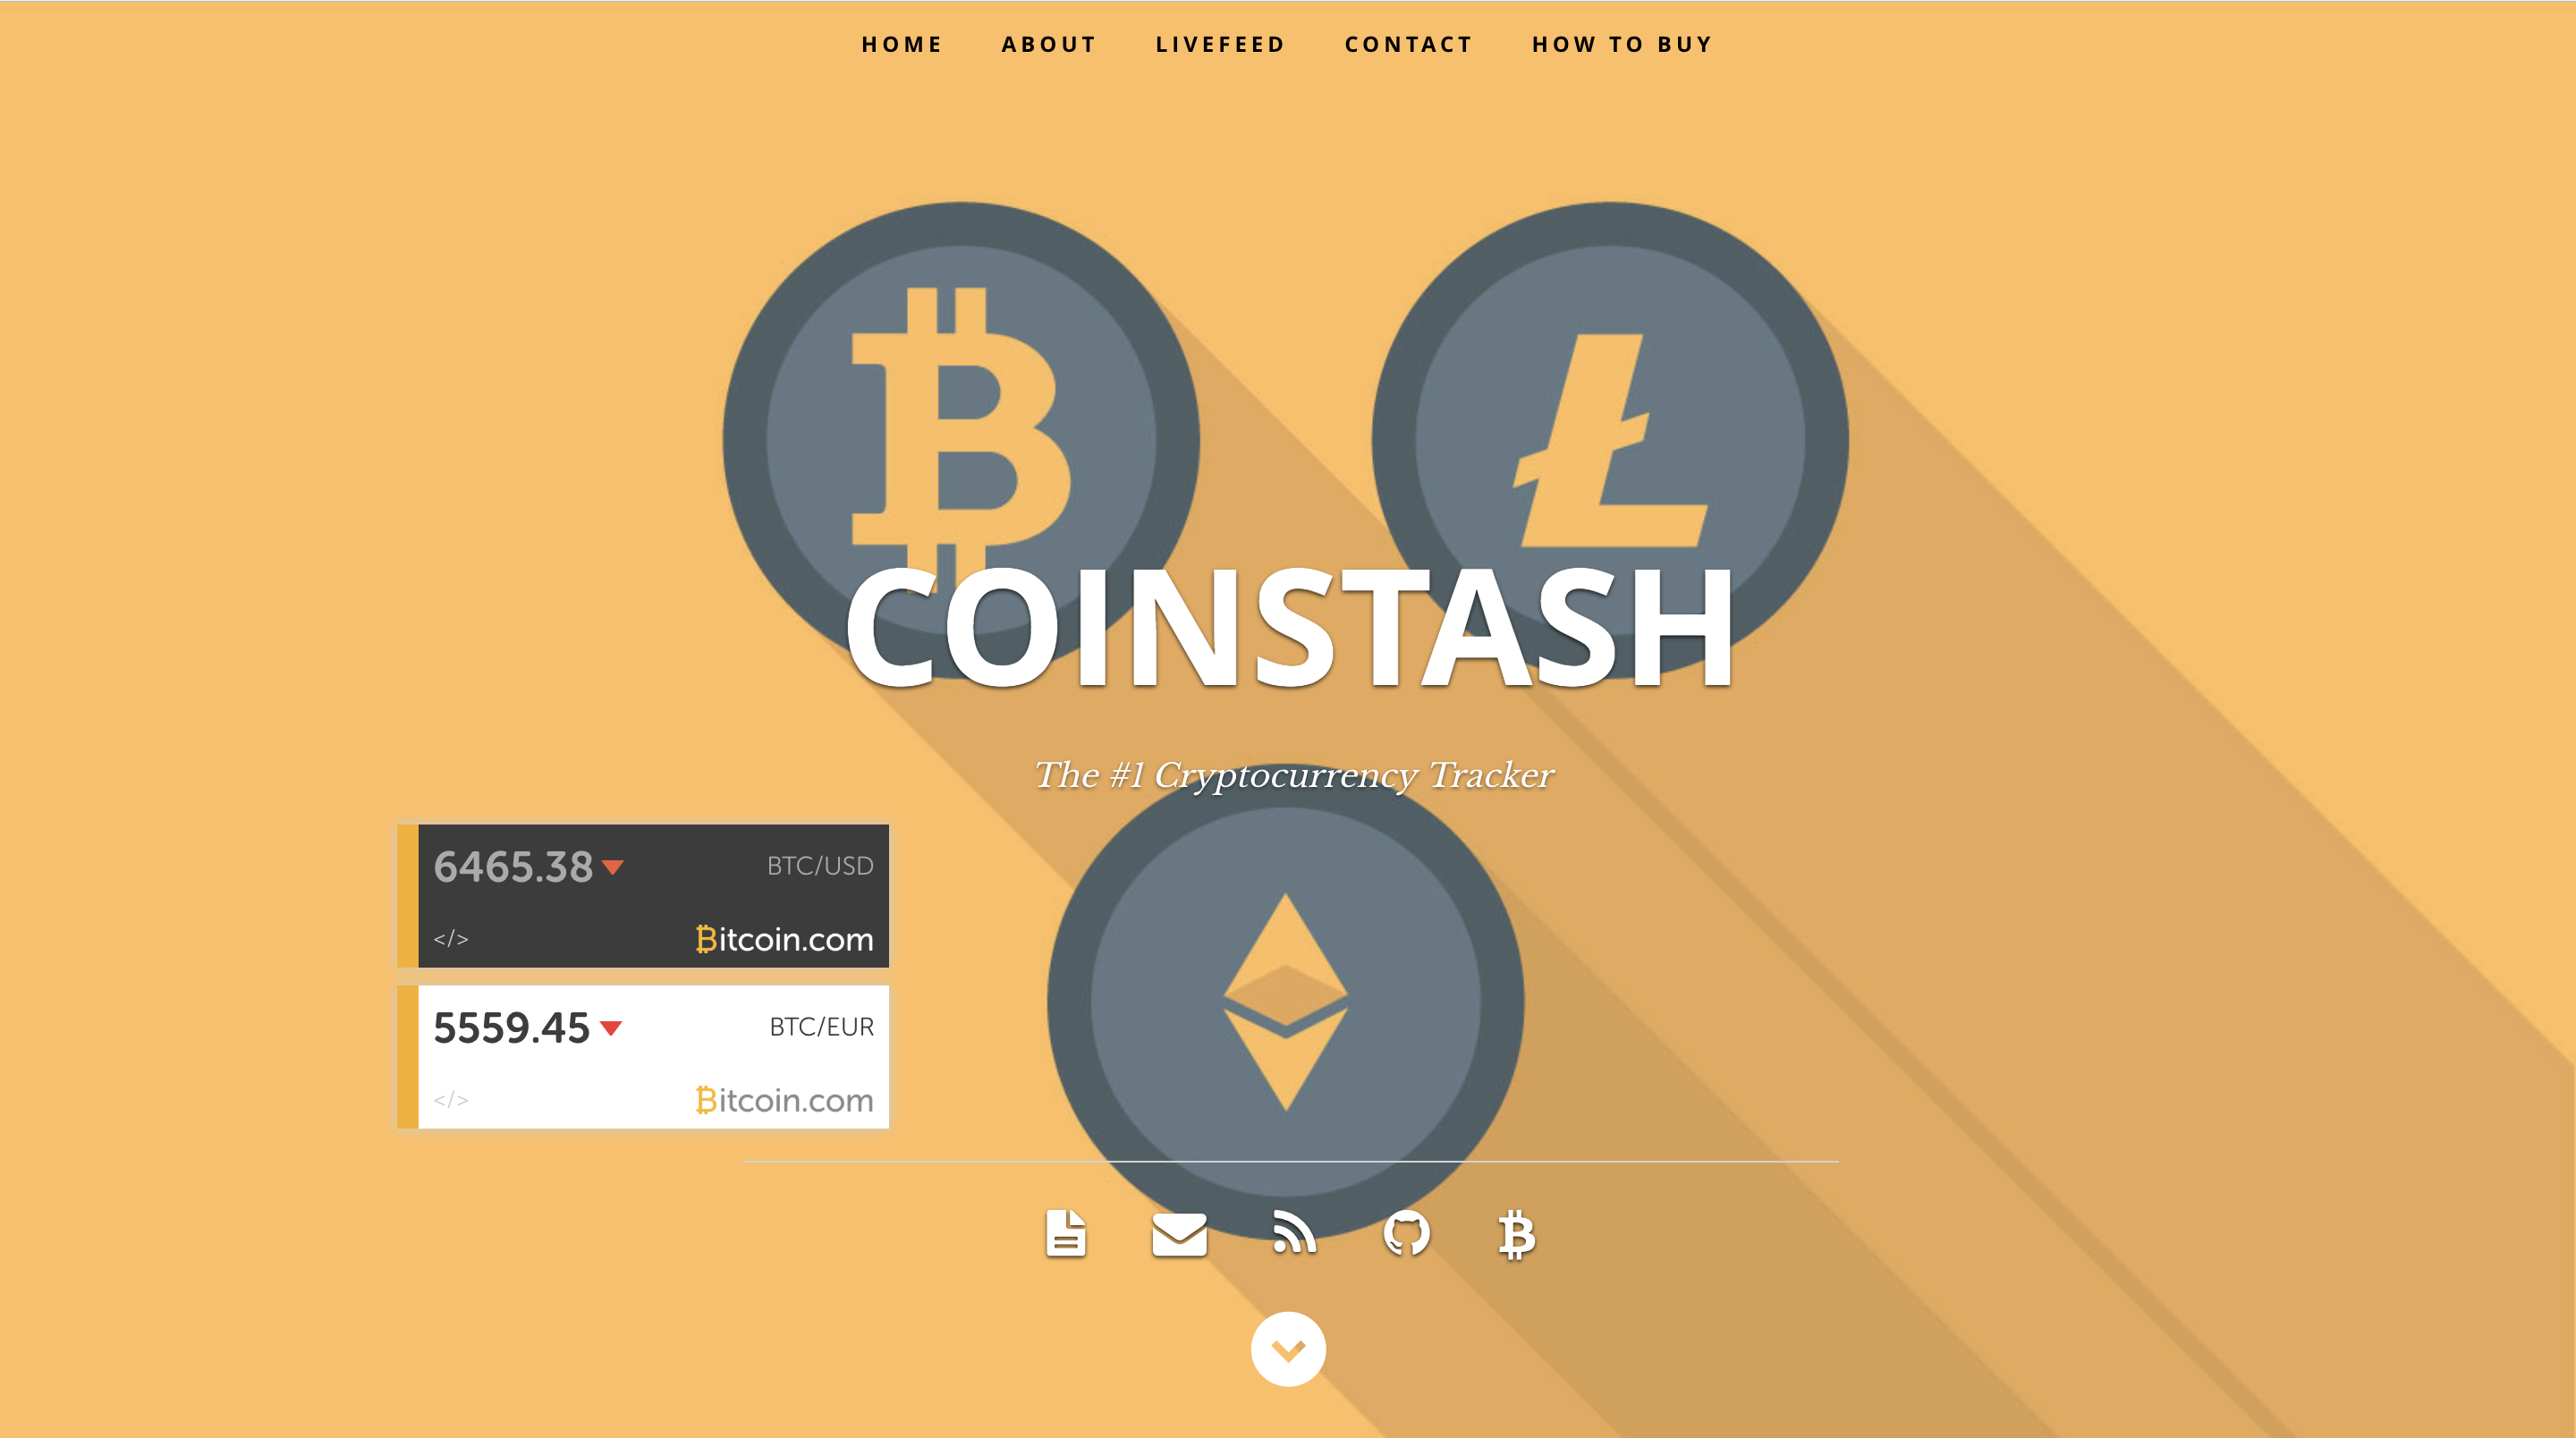 HOME ABOUT LIVEFEED CONTACT HOW TO BUY
COINSTASH
The #1 Cryptocurrency Tracker
6465.38 BTC/USD
</> Bitcoin.com
5559.45 BTC/EUR
</> Bitcoin.com